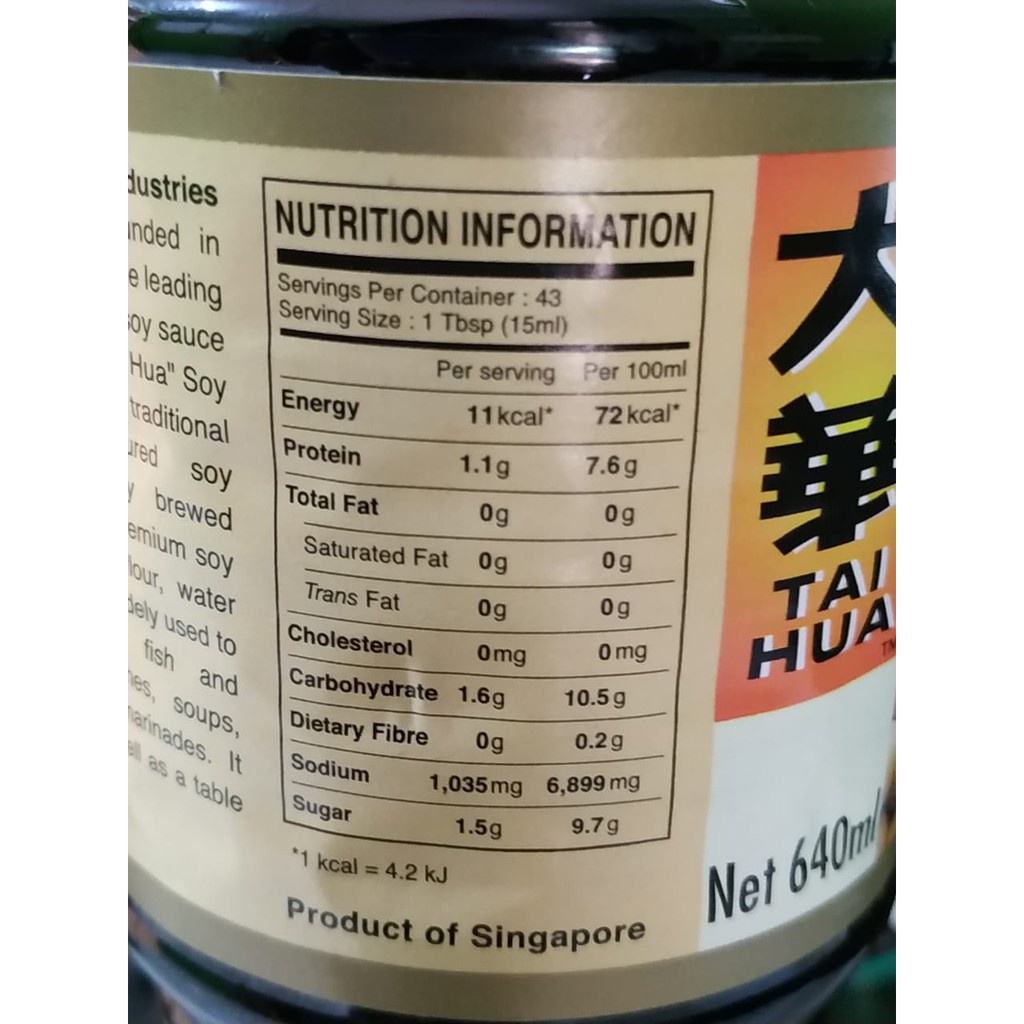 dustries
nded in
e leading
soy sauce
Hua" Soy
traditional
ured soy
y brewed
emium soy
lour, water
dely used to
fish and
nes, soups,
marinades. It
ell as a table
NUTRITION INFORMATION
Servings Per Container : 43
Serving Size : 1 Tbsp (15ml)
Per serving Per 100ml
Energy 11kcal* 72kcal*
Protein 1.1g 7.6g
Total Fat 0g 0g
Saturated Fat 0g 0g
Trans Fat 0g 0g
Cholesterol 0mg 0mg
Carbohydrate 1.6g 10.5g
Dietary Fibre 0g 0.2g
Sodium 1,035mg 6,899mg
Sugar 1.5g 9.7g
*1 kcal = 4.2 kJ
Product of Singapore
大
華
TAI
HUA
TM
Net 640ml